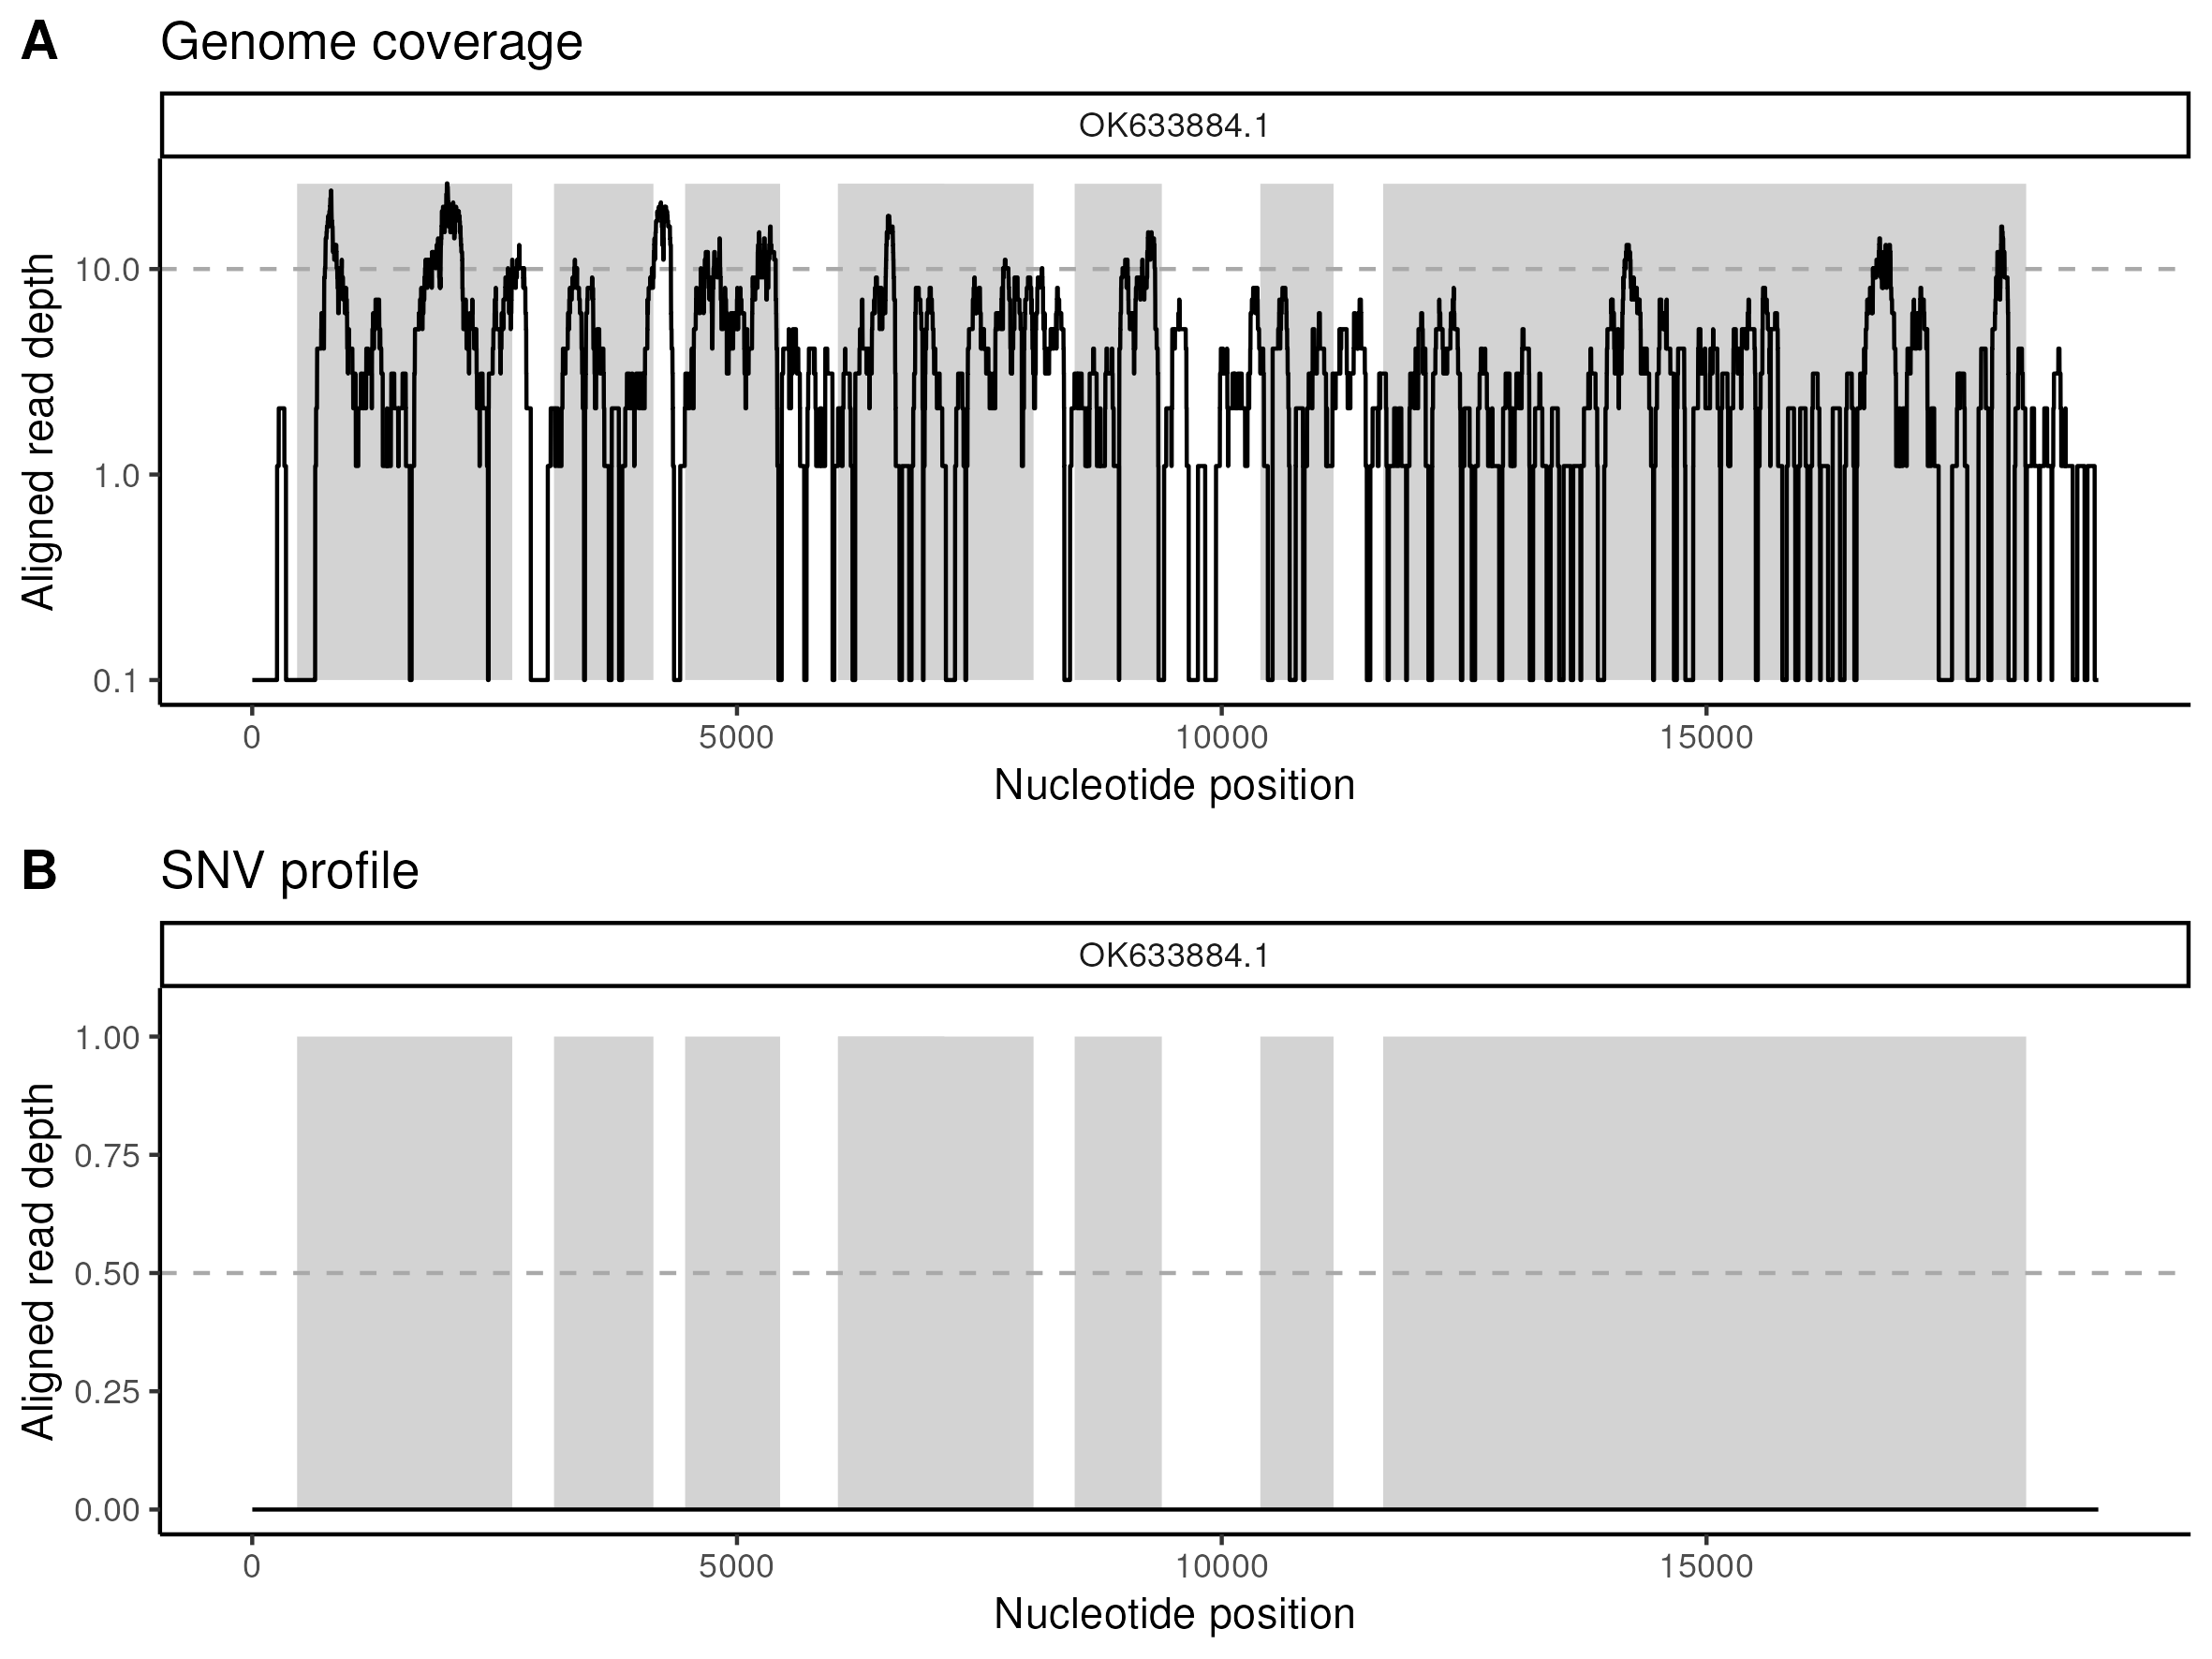 A Genome coverage
OK633884.1
Aligned read depth
10.0
1.0
0.1
0 5000 10000 15000
Nucleotide position
B SNV profile
OK633884.1
Aligned read depth
1.00
0.75
0.50
0.25
0.00
0 5000 10000 15000
Nucleotide position